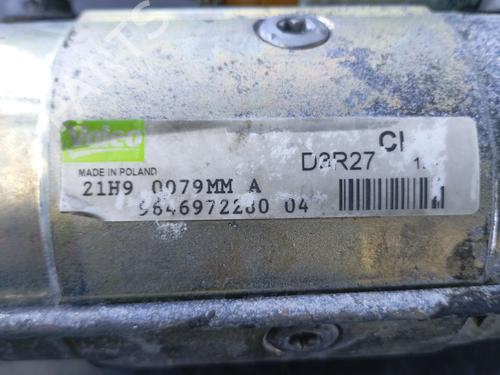 Valeo
MADE IN POLAND
21H9 0079MM A
9646972280 04
D3R27
CI